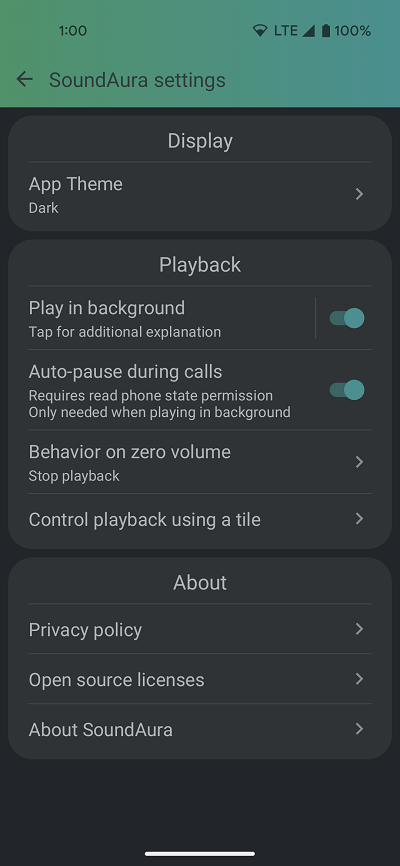 1:00 LTE 100%
SoundAura settings
Display
App Theme
Dark
Playback
Play in background
Tap for additional explanation
Auto-pause during calls
Requires read phone state permission
Only needed when playing in background
Behavior on zero volume
Stop playback
Control playback using a tile
About
Privacy policy
Open source licenses
About SoundAura